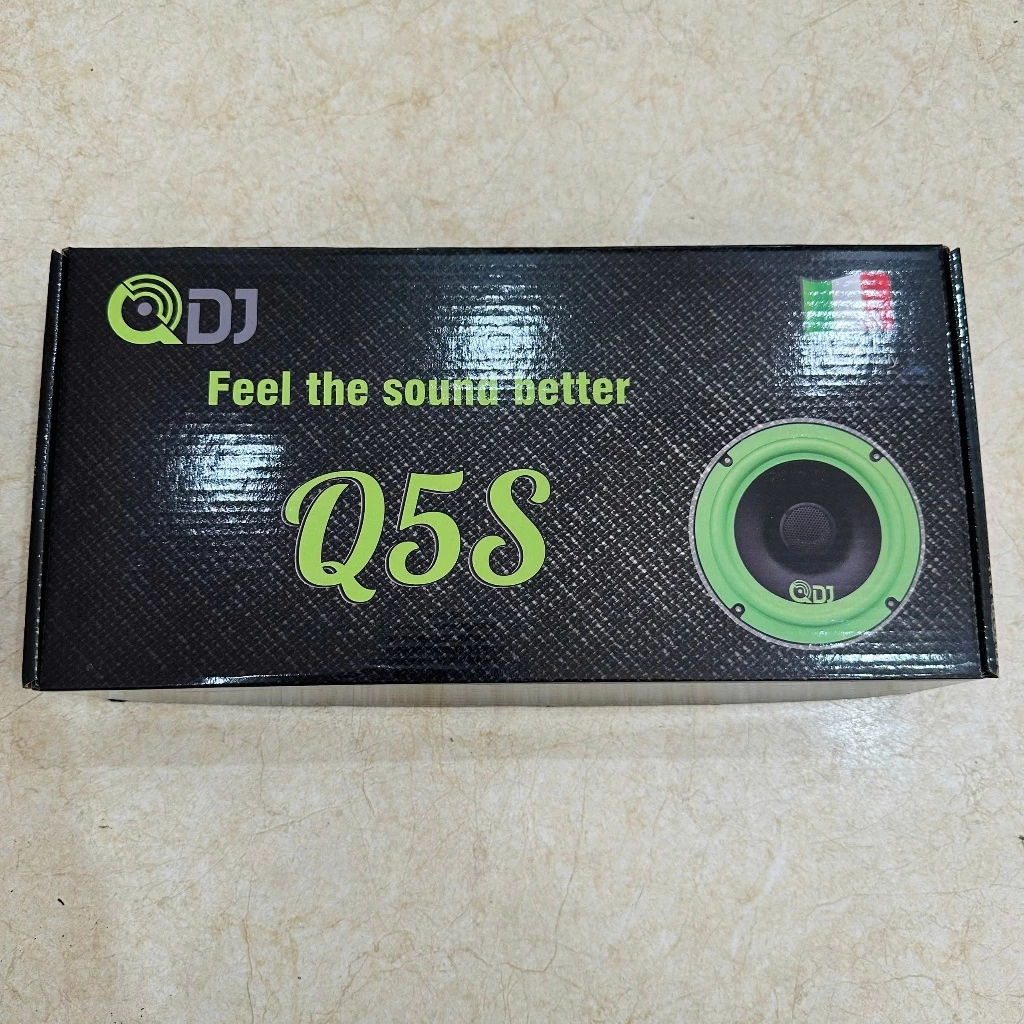 QDJ
Feel the sound better
Q5S
QDJ